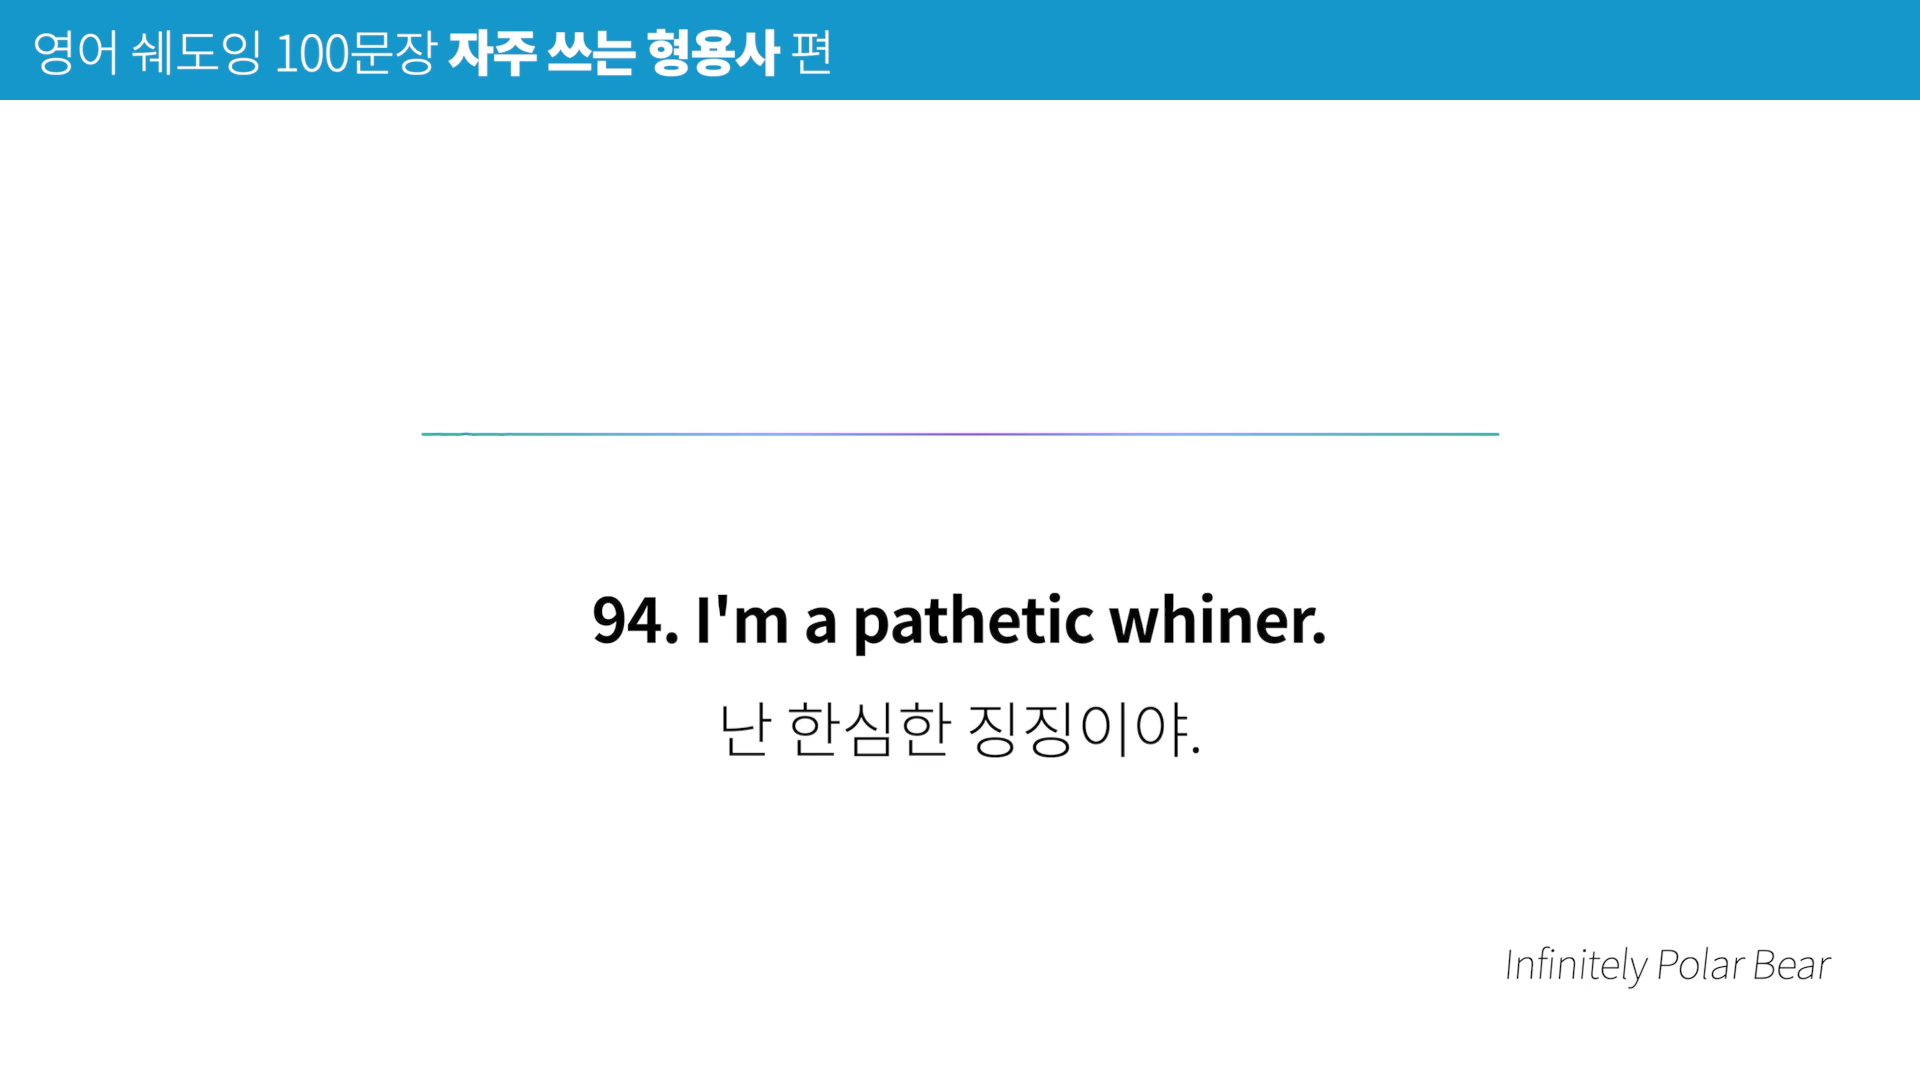 영어 쉐도잉 100문장 자주 쓰는 형용사 편
94. I'm a pathetic whiner.
난 한심한 징징이야.
Infinitely Polar Bear